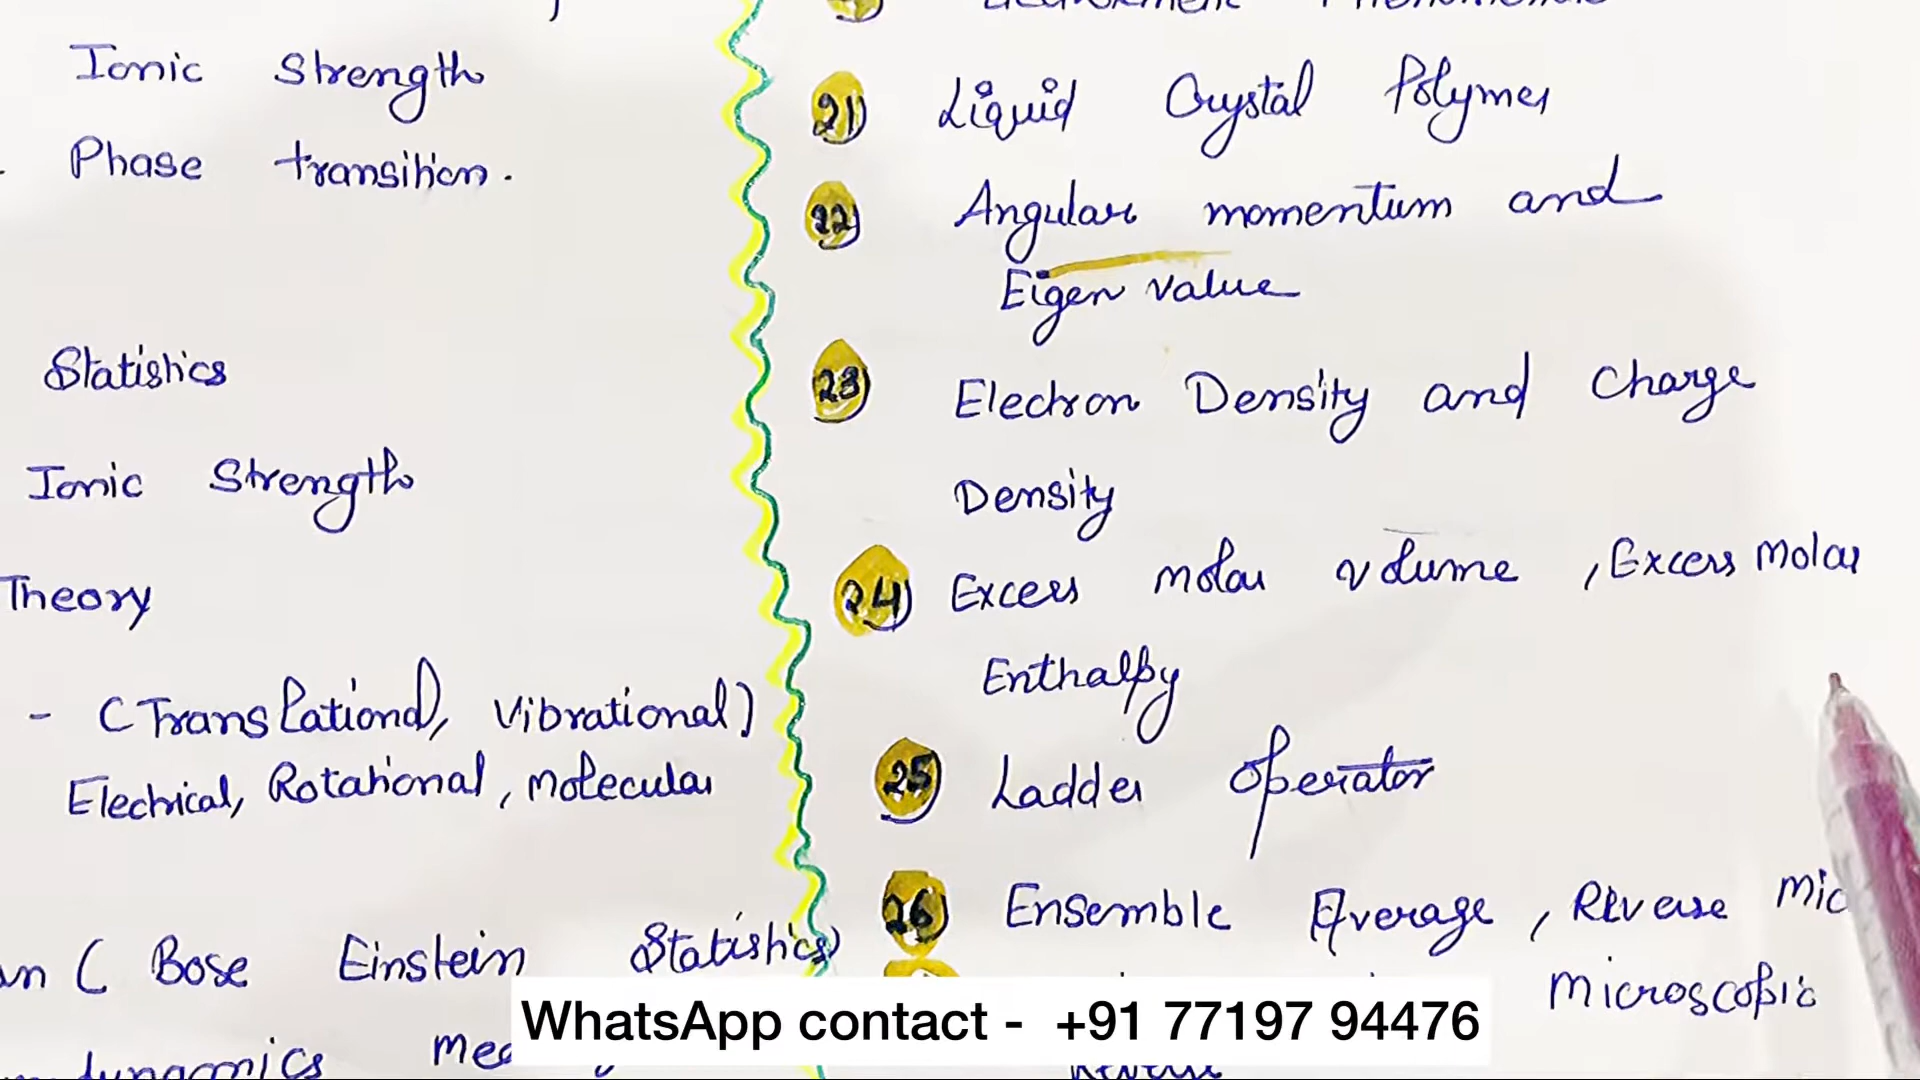 Ionic Strength
Phase transition.
Statistics
Ionic Strength
Theory
- (Translational, Vibrational)
Electrical, Rotational, Molecular
( Bose Einstein Statistics)
21) Liquid Crystal Polymer
22) Angular momentum and
Eigen value
23) Electron Density and Charge
Density
24) Excess Molar volume , Excess Molar
Enthalpy
25) Ladder Operator
26) Ensemble Average , Reverse Mic
Microscopic
WhatsApp contact - +91 77197 94476